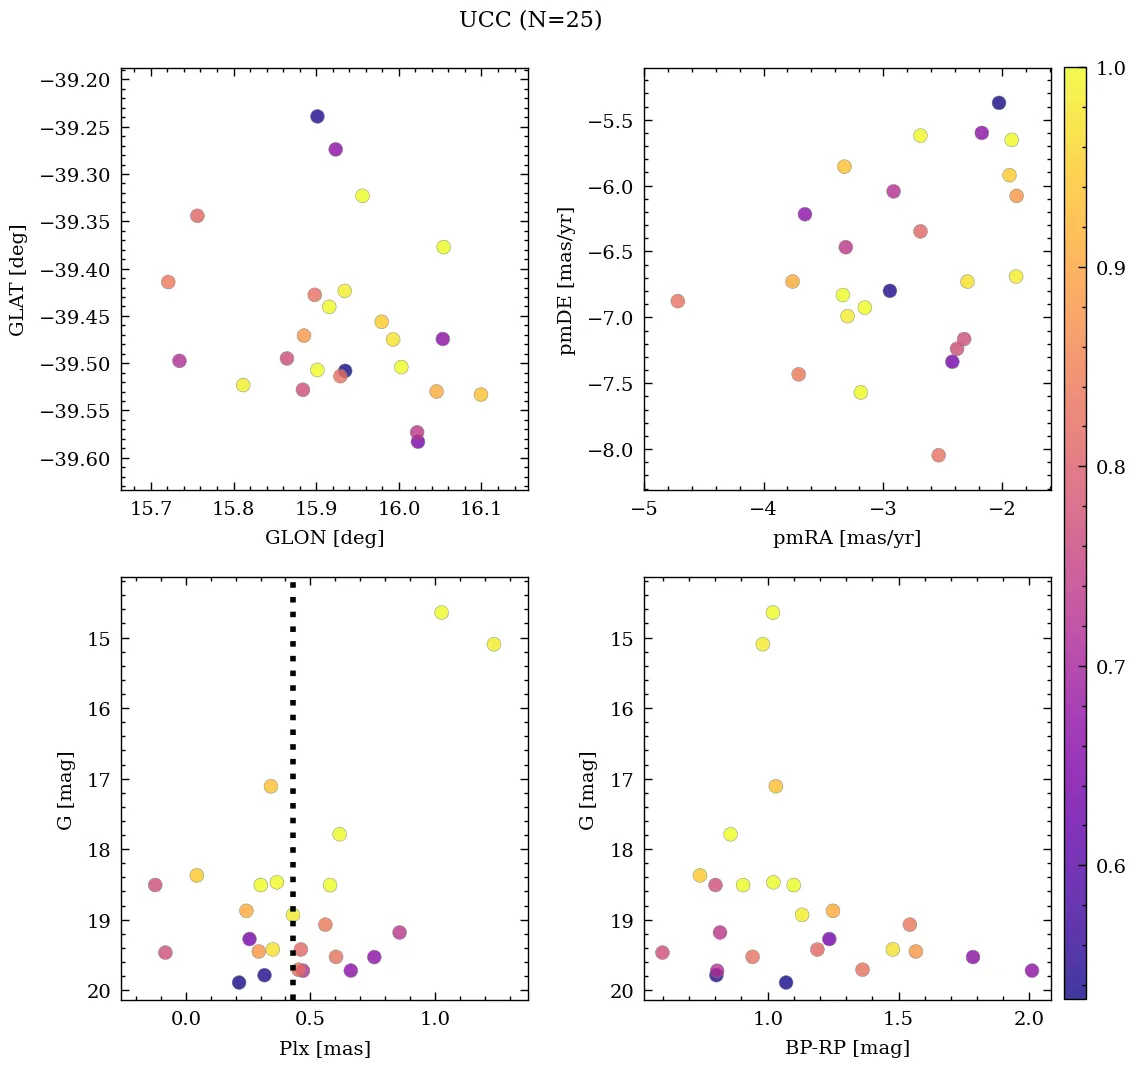 UCC (N=25)
−39.20
−39.25
−39.30
−39.35
−39.40
−39.45
−39.50
−39.55
−39.60
GLAT [deg]
15.7 15.8 15.9 16.0 16.1
GLON [deg]
−5.5
−6.0
−6.5
−7.0
−7.5
−8.0
pmDE [mas/yr]
−5 −4 −3 −2
pmRA [mas/yr]
1.0
0.9
0.8
0.7
0.6
15
16
17
18
19
20
G [mag]
0.0 0.5 1.0
Plx [mas]
15
16
17
18
19
20
G [mag]
1.0 1.5 2.0
BP-RP [mag]